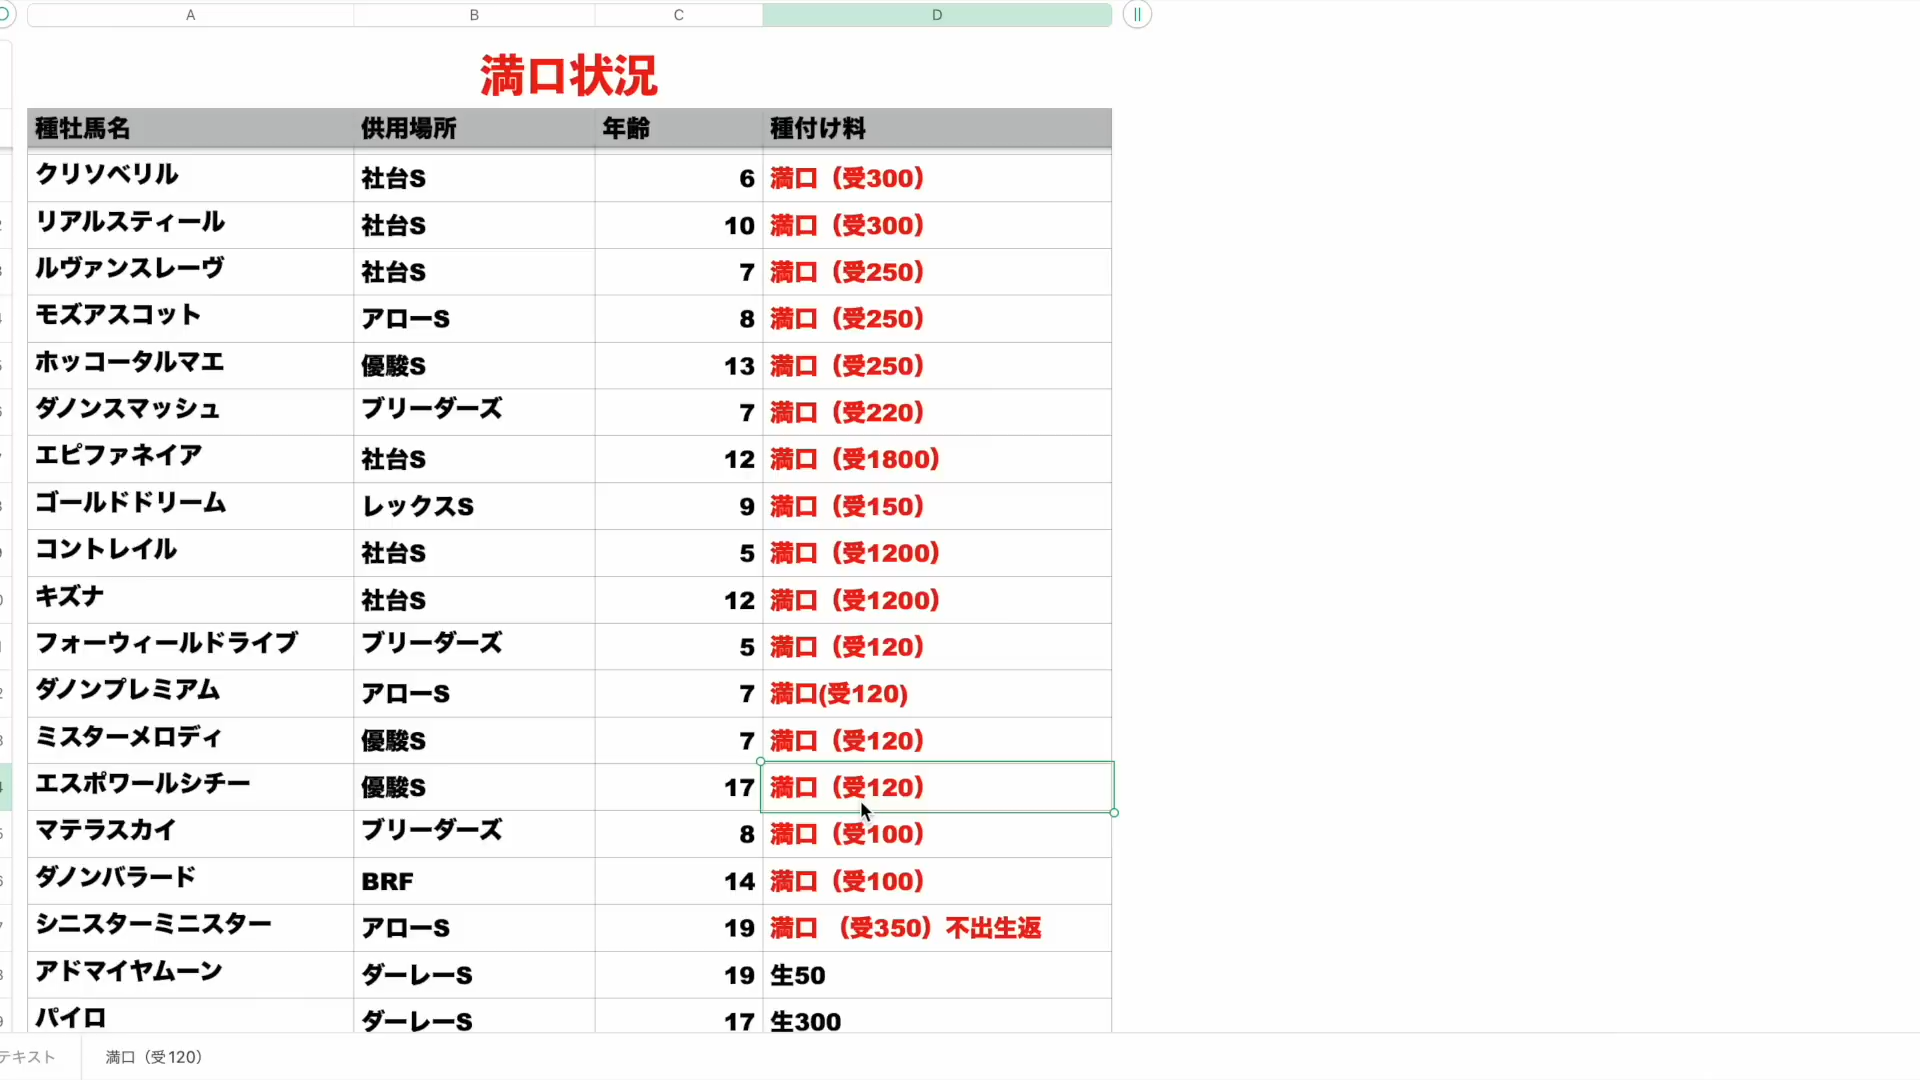 A B C D
満口状況
種牡馬名 供用場所 年齢 種付け料
クリソベリル 社台S 6 満口（受300）
リアルスティール 社台S 10 満口（受300）
ルヴァンスレーヴ 社台S 7 満口（受250）
モズアスコット アローS 8 満口（受250）
ホッコータルマエ 優駿S 13 満口（受250）
ダノンスマッシュ ブリーダーズ 7 満口（受220）
エピファネイア 社台S 12 満口（受1800）
ゴールドドリーム レックスS 9 満口（受150）
コントレイル 社台S 5 満口（受1200）
キズナ 社台S 12 満口（受1200）
フォーウィールドライブ ブリーダーズ 5 満口（受120）
ダノンプレミアム アローS 7 満口(受120)
ミスターメロディ 優駿S 7 満口（受120）
エスポワールシチー 優駿S 17 満口（受120）
マテラスカイ ブリーダーズ 8 満口（受100）
ダノンバラード BRF 14 満口（受100）
シニスターミニスター アローS 19 満口 （受350）不出生返
アドマイヤムーン ダーレーS 19 生50
パイロ ダーレーS 17 生300
テキスト 満口（受120）